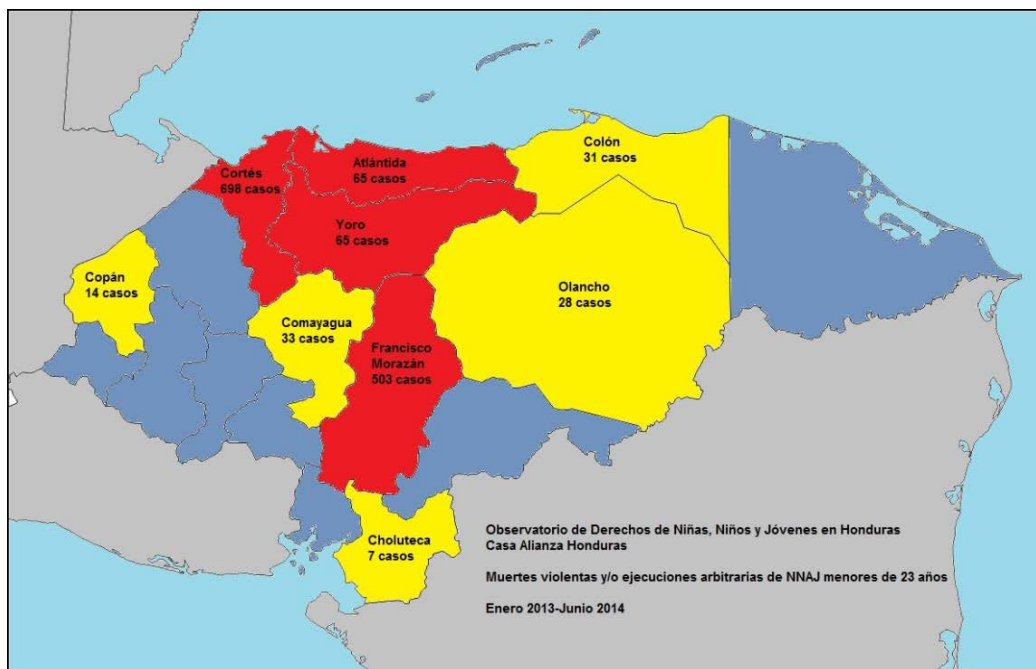 Colón
31 casos
Atlántida
65 casos
Cortés
698 casos
Yoro
65 casos
Copán
14 casos
Olancho
28 casos
Comayagua
33 casos
Francisco
Morazán
503 casos
Choluteca
7 casos
Observatorio de Derechos de Niñas, Niños y Jóvenes en Honduras
Casa Alianza Honduras
Muertes violentas y/o ejecuciones arbitrarias de NNAJ menores de 23 años
Enero 2013-Junio 2014